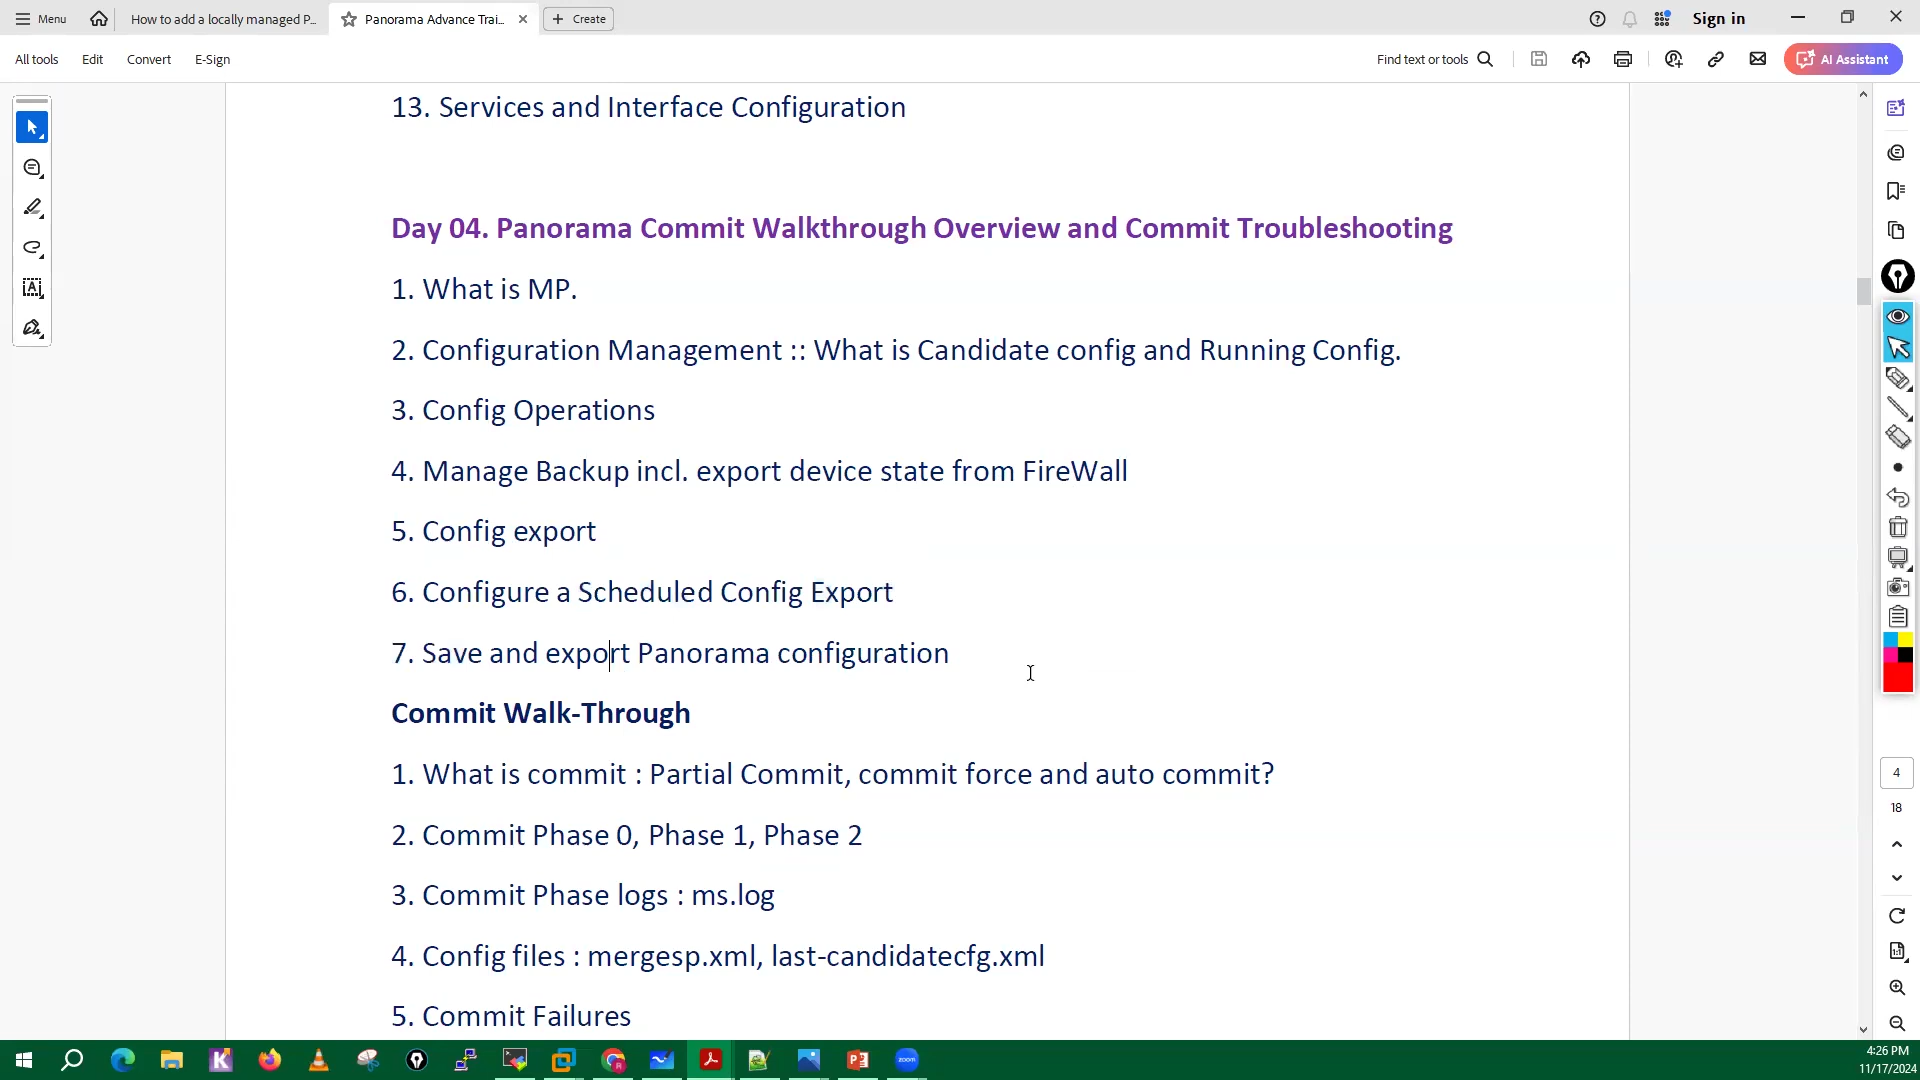 Menu
How to add a locally managed P...
Panorama Advance Trai...
Create
Sign in
All tools
Edit
Convert
E-Sign
Find text or tools
AI Assistant
13. Services and Interface Configuration
Day 04. Panorama Commit Walkthrough Overview and Commit Troubleshooting
1. What is MP.
2. Configuration Management :: What is Candidate config and Running Config.
3. Config Operations
4. Manage Backup incl. export device state from FireWall
5. Config export
6. Configure a Scheduled Config Export
7. Save and export Panorama configuration
Commit Walk-Through
1. What is commit : Partial Commit, commit force and auto commit?
2. Commit Phase 0, Phase 1, Phase 2
3. Commit Phase logs : ms.log
4. Config files : mergesp.xml, last-candidatecfg.xml
5. Commit Failures
4
18
zoom
4:26 PM
11/17/2024